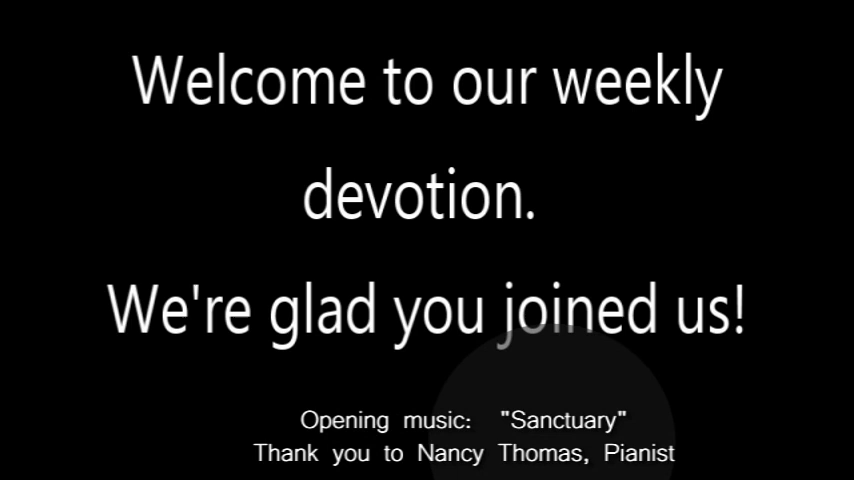 Welcome to our weekly
devotion.
We're glad you joined us!
Opening music: "Sanctuary"
Thank you to Nancy Thomas, Pianist